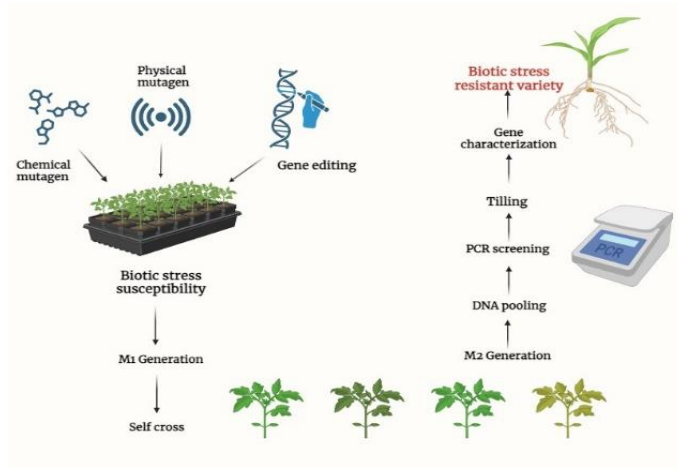 Physical
mutagen
Chemical
mutagen
Gene editing
Biotic stress
susceptibility
M1 Generation
Self cross
Biotic stress
resistant variety
Gene
characterization
Tilling
PCR screening
PCR
DNA pooling
M2 Generation